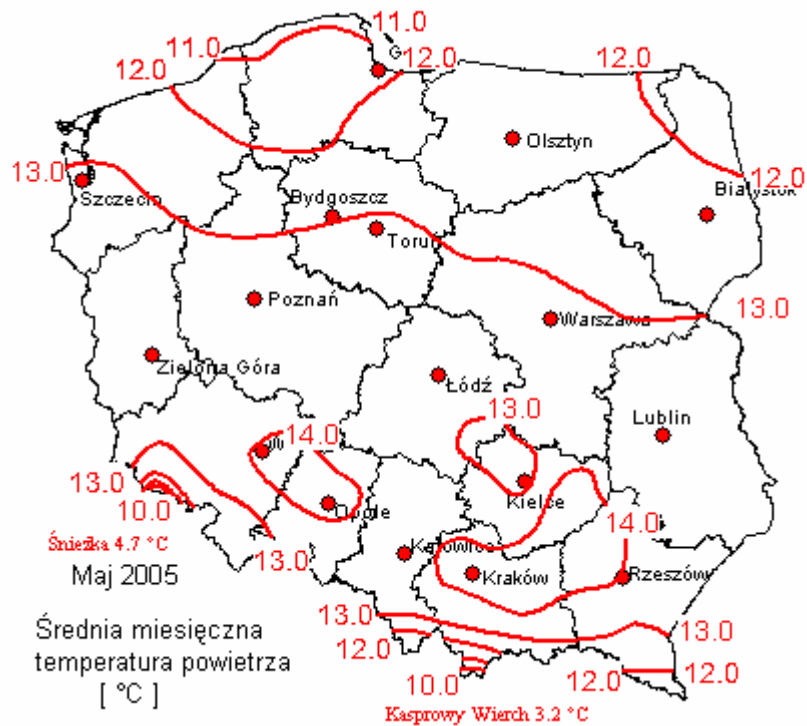 11.0
11.0
G
12.0
12.0
12.0
Olsztyn
13.0
12.0
Szczecin
Białystok
Bydgoszcz
Toruń
13.0
Poznań
Warszawa
Zielona Góra
Łódź
13.0
Lublin
14.0
W
13.0
Kielce
10.0
Opole
14.0
Śnieżka 4.7 °C
13.0
Katowice
Maj 2005
Kraków
Rzeszów
13.0
13.0
Średnia miesięczna
12.0
temperatura powietrza
10.0
12.0
12.0
[ °C ]
Kasprowy Wierch 3.2 °C